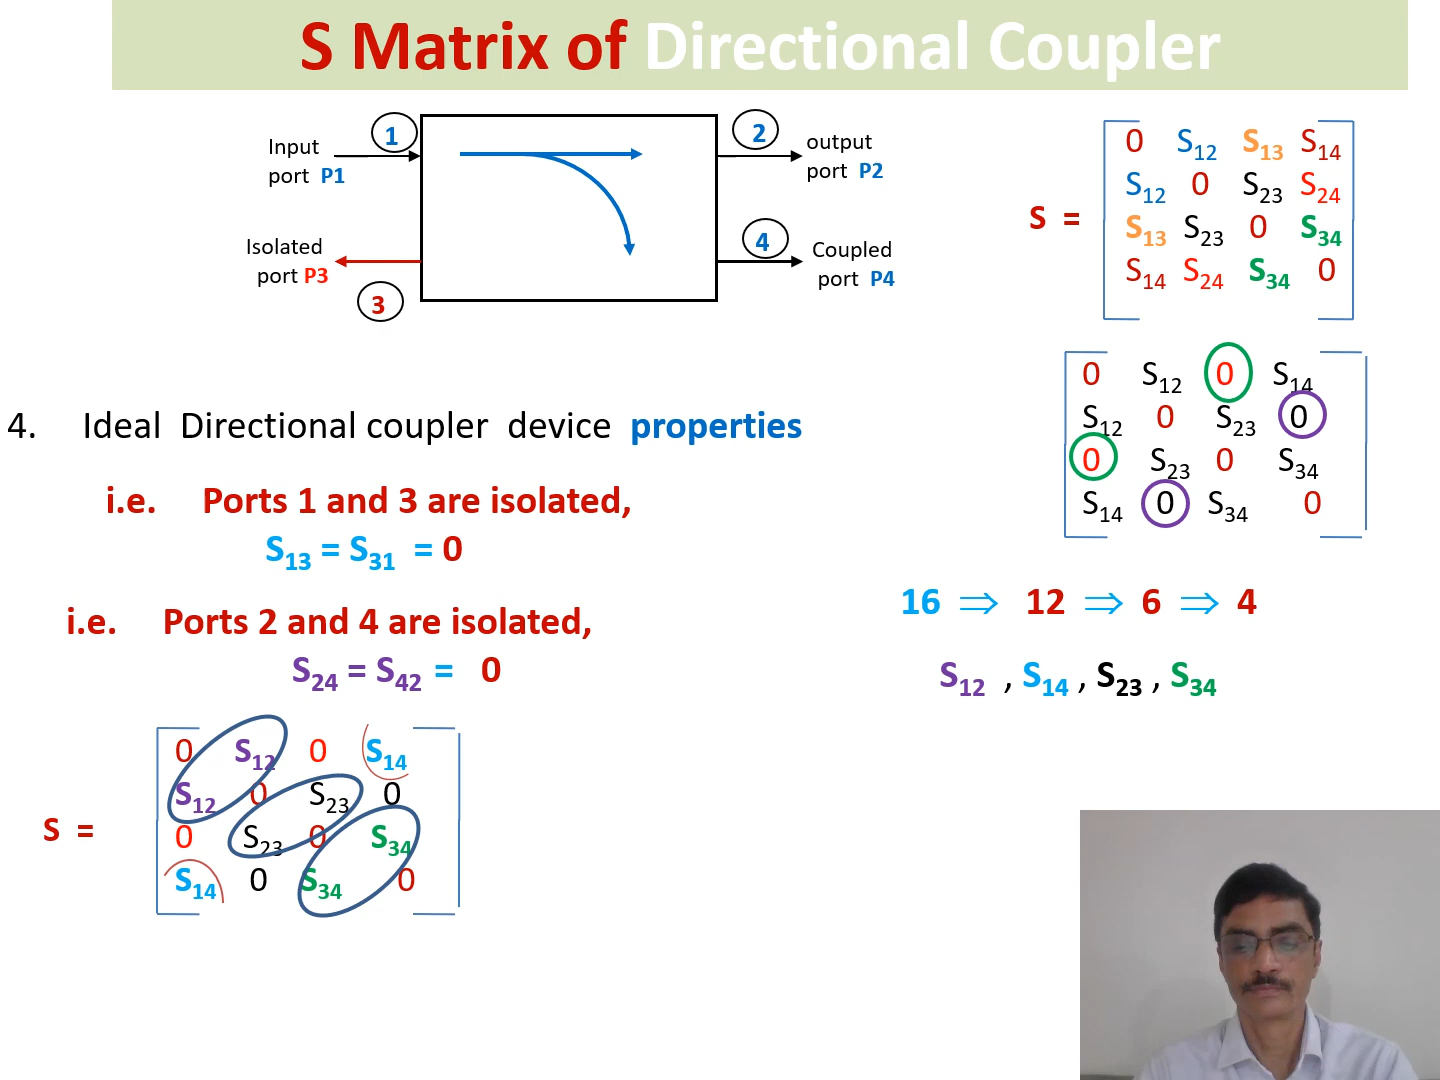 S Matrix of Directional Coupler
1
2
Input port P1
output port P2
Isolated port P3
4
Coupled port P4
3
S =
0 S12 S13 S14
S12 0 S23 S24
S13 S23 0 S34
S14 S24 S34 0
0 S12 0 S14
S12 0 S23 0
0 S23 0 S34
S14 0 S34 0
4. Ideal Directional coupler device properties
i.e. Ports 1 and 3 are isolated,
S13 = S31 = 0
i.e. Ports 2 and 4 are isolated,
S24 = S42 = 0
16 ⇒ 12 ⇒ 6 ⇒ 4
S12 , S14 , S23 , S34
S =
0 S12 0 S14
S12 0 S23 0
0 S23 0 S34
S14 0 S34 0